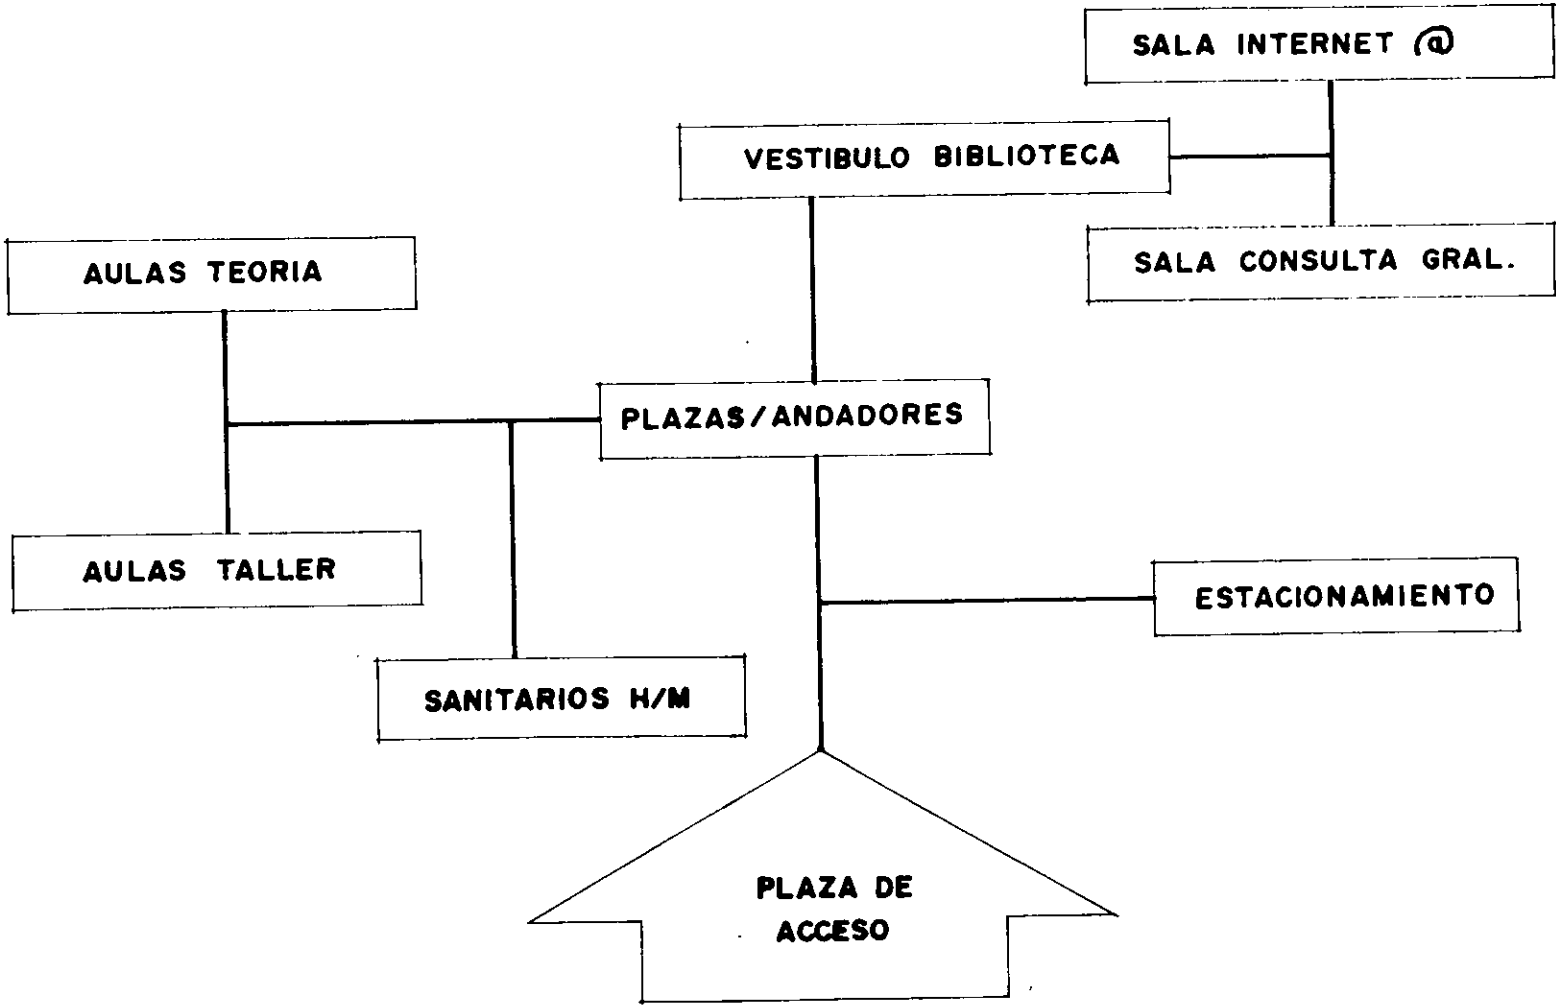 SALA INTERNET @
VESTIBULO BIBLIOTECA
SALA CONSULTA GRAL.
AULAS TEORIA
PLAZAS/ANDADORES
AULAS TALLER
ESTACIONAMIENTO
SANITARIOS H/M
PLAZA DE
ACCESO